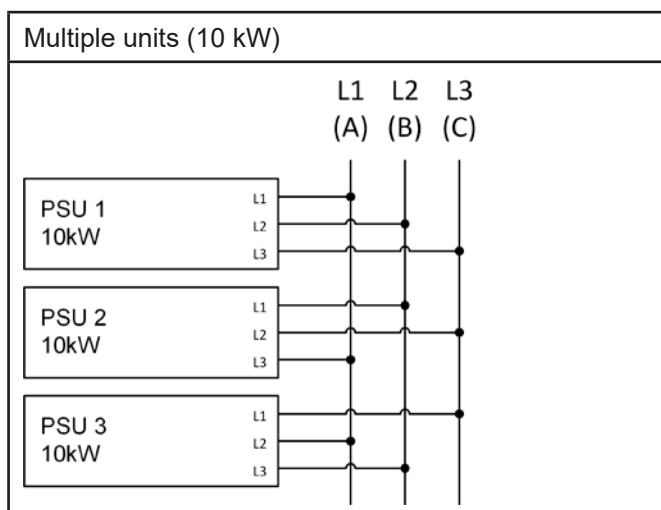 Multiple units (10 kW)
L1 L2 L3
(A) (B) (C)
PSU 1
10kW
L1
L2
L3
PSU 2
10kW
L1
L2
L3
PSU 3
10kW
L1
L2
L3